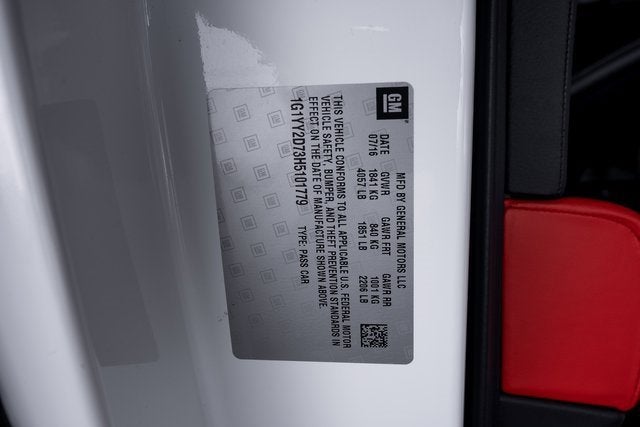 GM
MFD BY GENERAL MOTORS LLC
DATE GVWR GAWR FRT GAWR RR
07/16 1841 KG 840 KG 1001 KG
4057 LB 1851 LB 2206 LB
THIS VEHICLE CONFORMS TO ALL APPLICABLE U.S. FEDERAL MOTOR
VEHICLE SAFETY, BUMPER, AND THEFT PREVENTION STANDARDS IN
EFFECT ON THE DATE OF MANUFACTURE SHOWN ABOVE.
1G1YY2D73H5101779 TYPE: PASS CAR